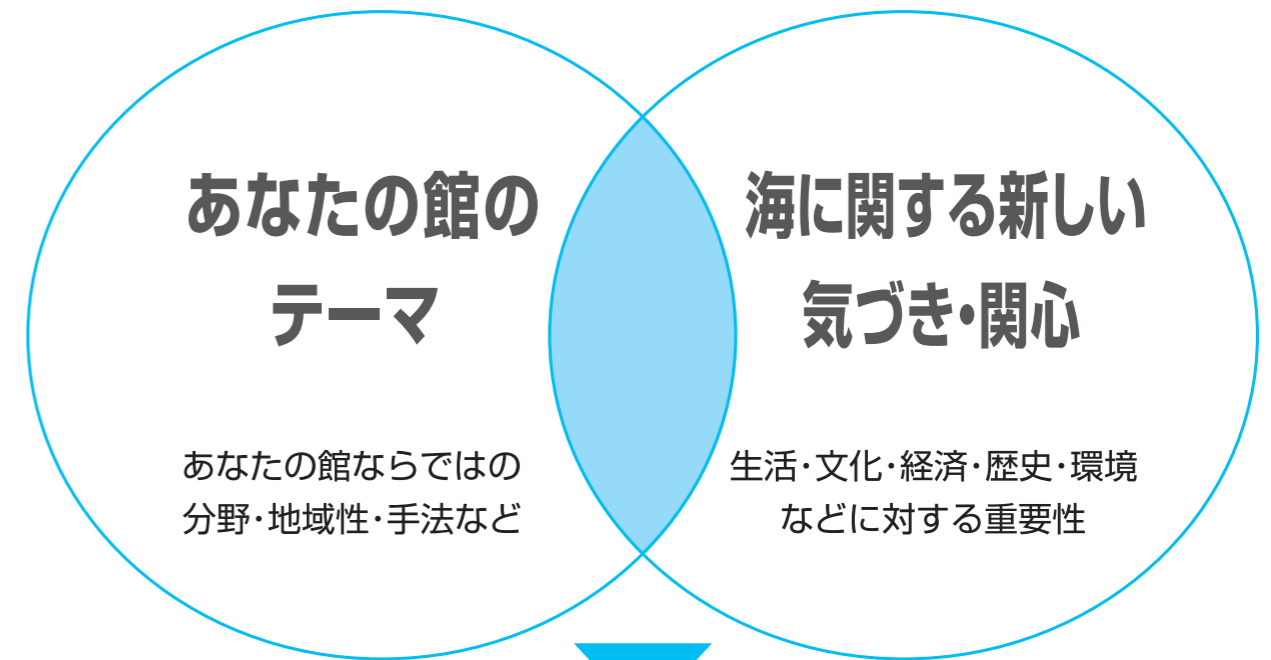 あなたの館の
テーマ
あなたの館ならではの
分野・地域性・手法など
海に関する新しい
気づき・関心
生活・文化・経済・歴史・環境
などに対する重要性